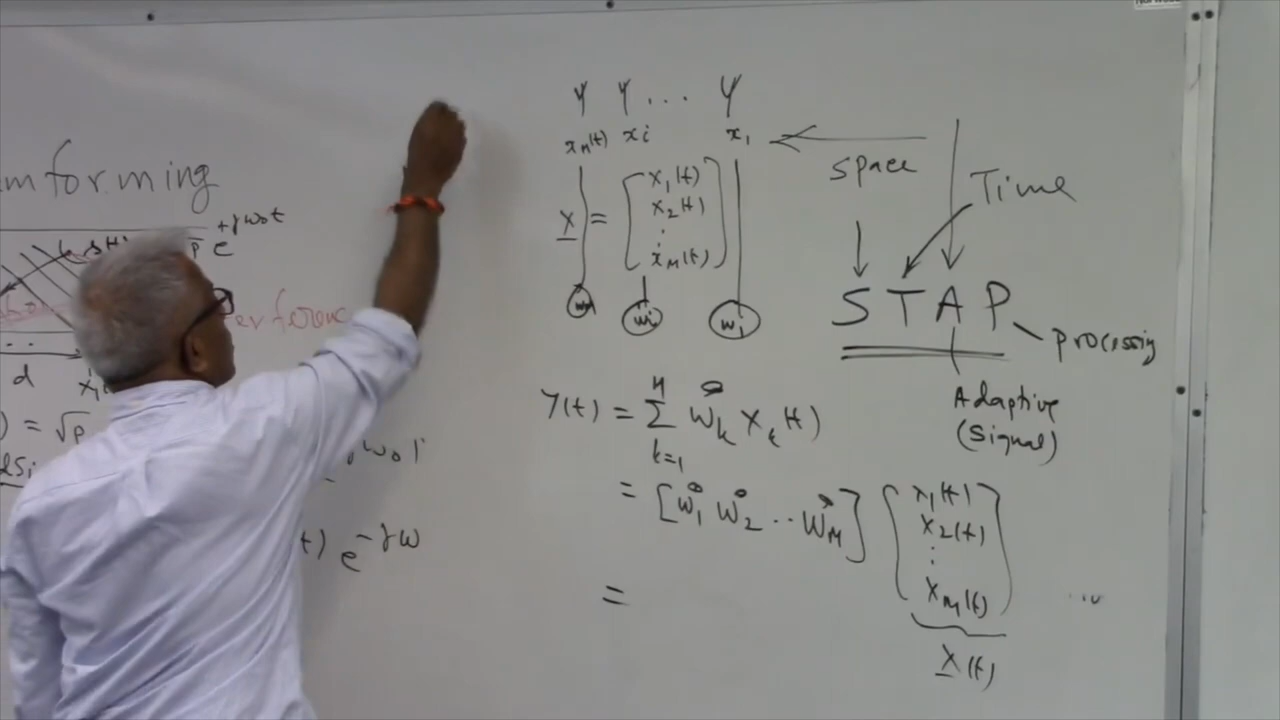 mforming
e^{+jω₀t}
erferenc
d
) = √p
t) e^{-jω
Y Y ... Y
x_M(t) x_i x_1
X = [x_1(t)
x_2(t)
⋮
x_M(t)]
w_M w_i w_1
space
Time
STAP
processing
Adaptive
(Signal)
Y(t) = Σ_{k=1}^{M} w_k^* x_k(t)
= [w_1^* w_2^* ... w_M^*] [x_1(t)
x_2(t)
⋮
x_M(t)]
=
X(t)